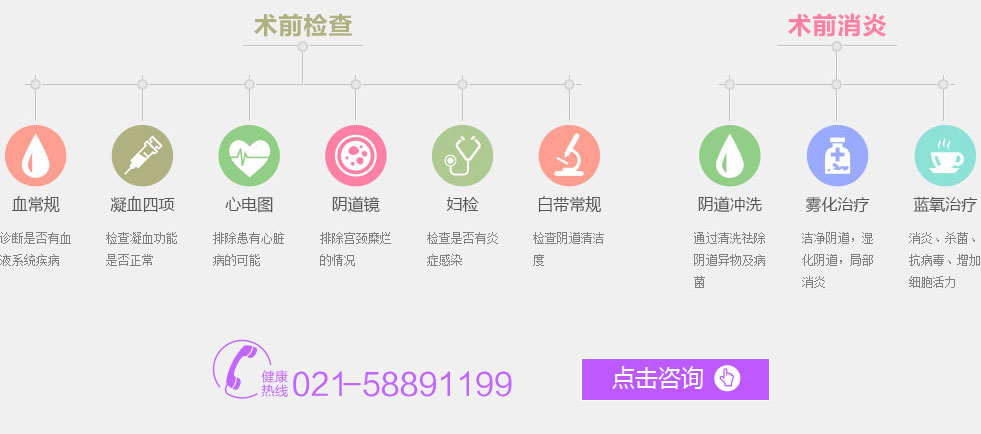 术前检查
术前消炎
血常规
凝血四项
心电图
阴道镜
妇检
白带常规
阴道冲洗
雾化治疗
蓝氧治疗
诊断是否有血
液系统疾病
检查凝血功能
是否正常
排除患有心脏
病的可能
排除宫颈糜烂
的情况
检查是否有炎
症感染
检查阴道清洁
度
通过清洗祛除
阴道异物及病
菌
洁净阴道，湿
化阴道，局部
消炎
消炎、杀菌、
抗病毒、增加
细胞活力
健康
热线
021-58891199
点击咨询